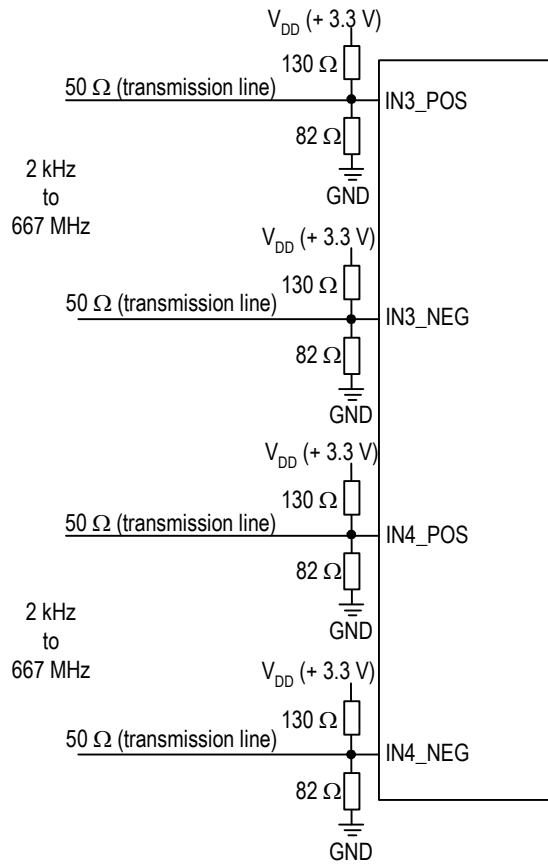 V_DD (+ 3.3 V)
130 Ω
50 Ω (transmission line)
IN3_POS
82 Ω
GND
2 kHz
to
667 MHz
V_DD (+ 3.3 V)
130 Ω
50 Ω (transmission line)
IN3_NEG
82 Ω
GND
V_DD (+ 3.3 V)
130 Ω
50 Ω (transmission line)
IN4_POS
82 Ω
GND
2 kHz
to
667 MHz
V_DD (+ 3.3 V)
130 Ω
50 Ω (transmission line)
IN4_NEG
82 Ω
GND